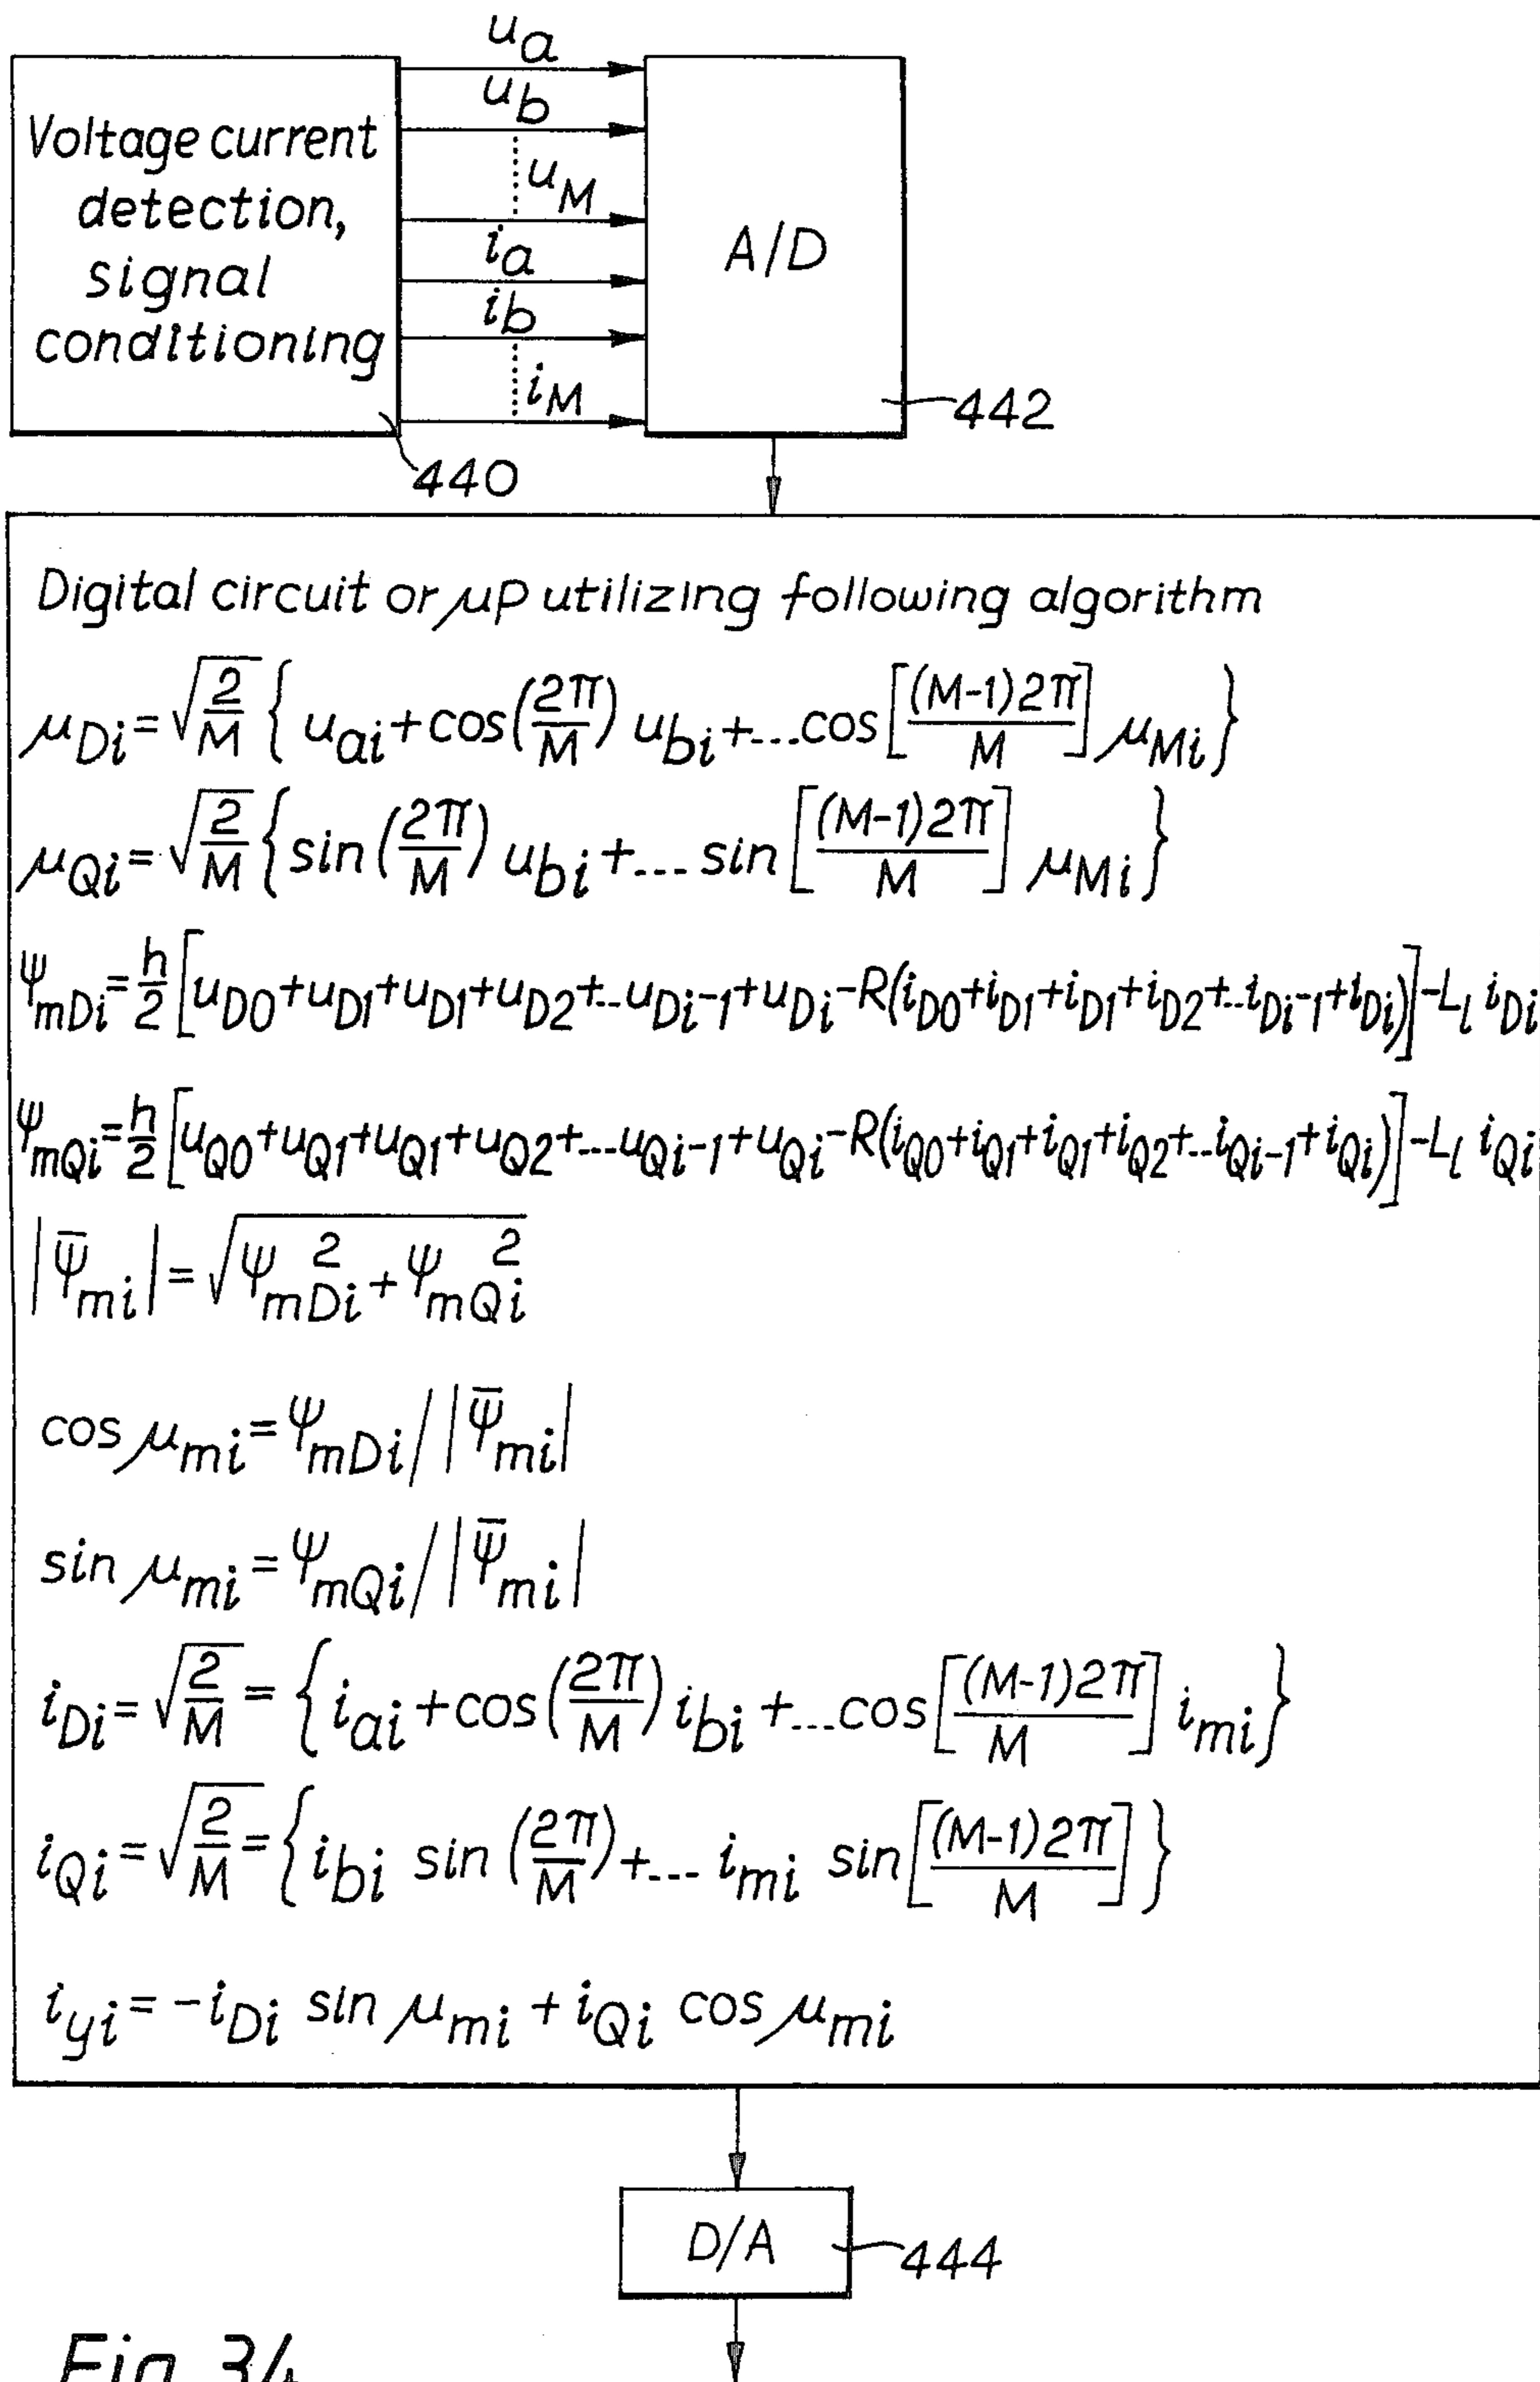 u_a
u_b
u_M
i_a
i_b
i_M
Voltage current
detection,
signal
conditioning
A/D
440
442
Digital circuit or μp utilizing following algorithm
μ_Di = √(2/M) { u_ai + cos(2π/M) u_bi + ... cos[(M-1)2π/M] μ_Mi }
μ_Qi = √(2/M) { sin(2π/M) u_bi + ... sin[(M-1)2π/M] μ_Mi }
ψ_mDi = h/2 [u_D0 + u_D1 + u_D1 + u_D2 + ... u_Di-1 + u_Di - R(i_D0 + i_D1 + i_D1 + i_D2 + ... i_Di-1 + i_Di)] - L_l i_Di
ψ_mQi = h/2 [u_Q0 + u_Q1 + u_Q1 + u_Q2 + ... u_Qi-1 + u_Qi - R(i_Q0 + i_Q1 + i_Q1 + i_Q2 + ... i_Qi-1 + i_Qi)] - L_l i_Qi
|ψ̄_mi| = √(ψ_mDi² + ψ_mQi²)
cos μ_mi = ψ_mDi / |ψ̄_mi|
sin μ_mi = ψ_mQi / |ψ̄_mi|
i_Di = √(2/M) = { i_ai + cos(2π/M) i_bi + ... cos[(M-1)2π/M] i_mi }
i_Qi = √(2/M) = { i_bi sin(2π/M) + ... i_mi sin[(M-1)2π/M] }
i_yi = -i_Di sin μ_mi + i_Qi cos μ_mi
D/A
444
Fig. 34